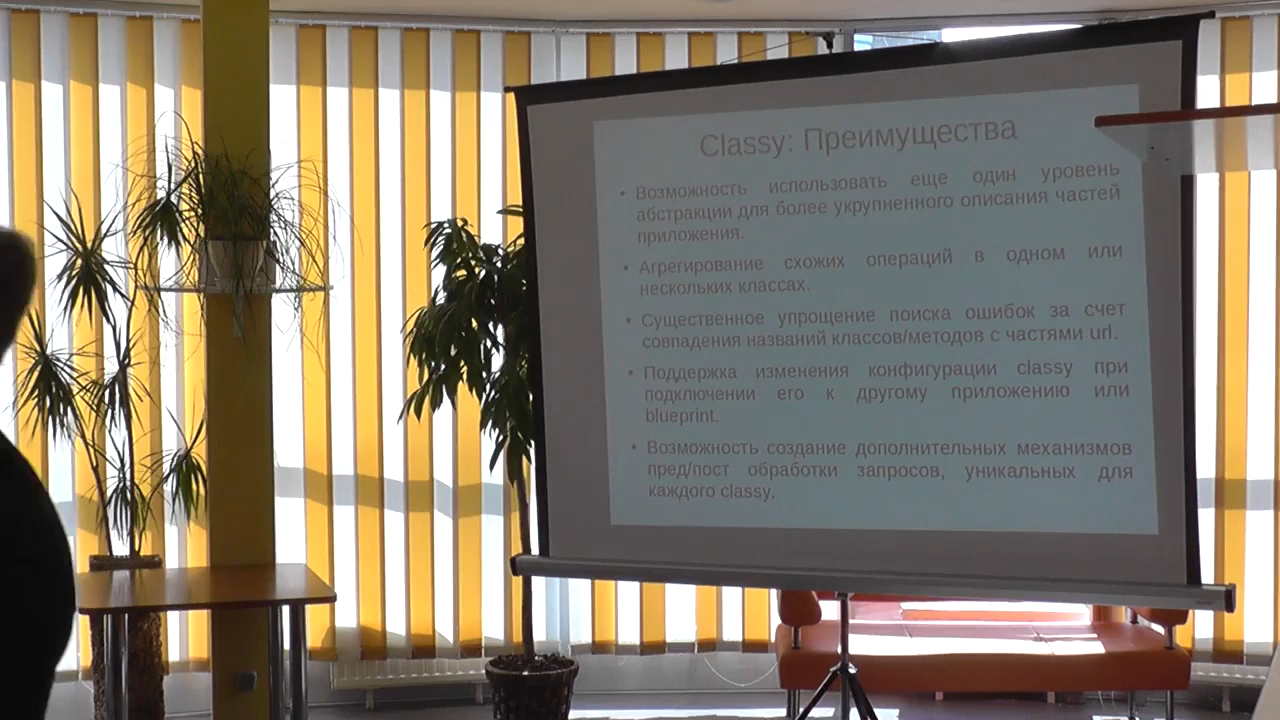 Classy: Преимущества
• Возможность использовать еще один уровень
абстракции для более укрупненного описания частей
приложения.
• Агрегирование схожих операций в одном или
нескольких классах.
• Существенное упрощение поиска ошибок за счет
совпадения названий классов/методов с частями url.
• Поддержка изменения конфигурации classy при
подключении его к другому приложению или
blueprint.
• Возможность создание дополнительных механизмов
пред/пост обработки запросов, уникальных для
каждого classy.